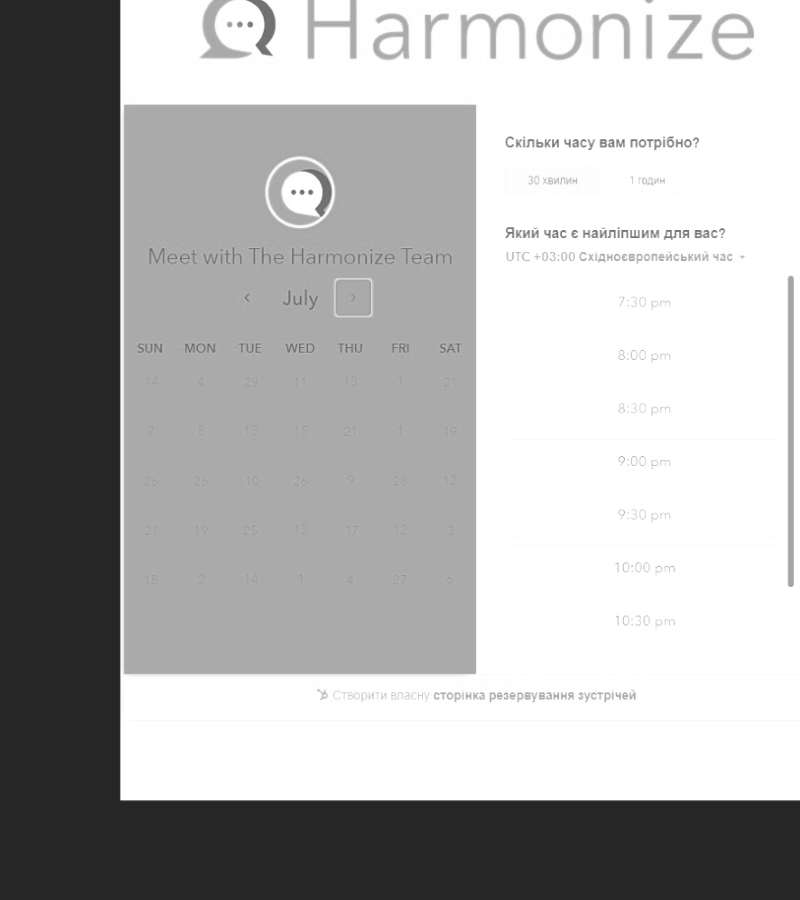 Harmonize
Meet with The Harmonize Team
July
SUN MON TUE WED THU FRI SAT
14 4 29 11 13 1 21
7 8 13 15 21 1 19
26 26 10 26 9 28 12
21 19 25 13 17 12 3
18 2 14 1 4 27 6
Скільки часу вам потрібно?
30 хвилин 1 годин
Який час є найліпшим для вас?
UTC +03:00 Східноєвропейський час
7:30 pm
8:00 pm
8:30 pm
9:00 pm
9:30 pm
10:00 pm
10:30 pm
Створити власну сторінка резервування зустрічей